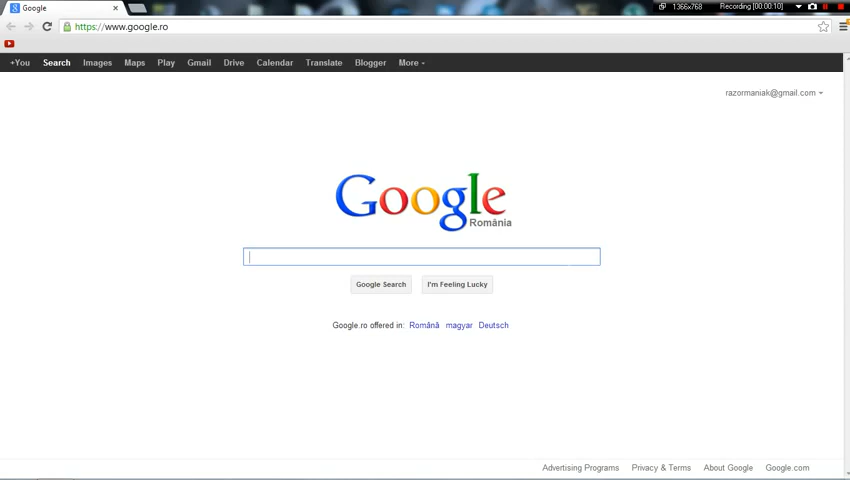 Google
1366x768
Recording [00:00:10]
https://www.google.ro
+You Search Images Maps Play Gmail Drive Calendar Translate Blogger More
razormaniak@gmail.com
Google
România
Google Search
I'm Feeling Lucky
Google.ro offered in: Română magyar Deutsch
Advertising Programs Privacy & Terms About Google Google.com